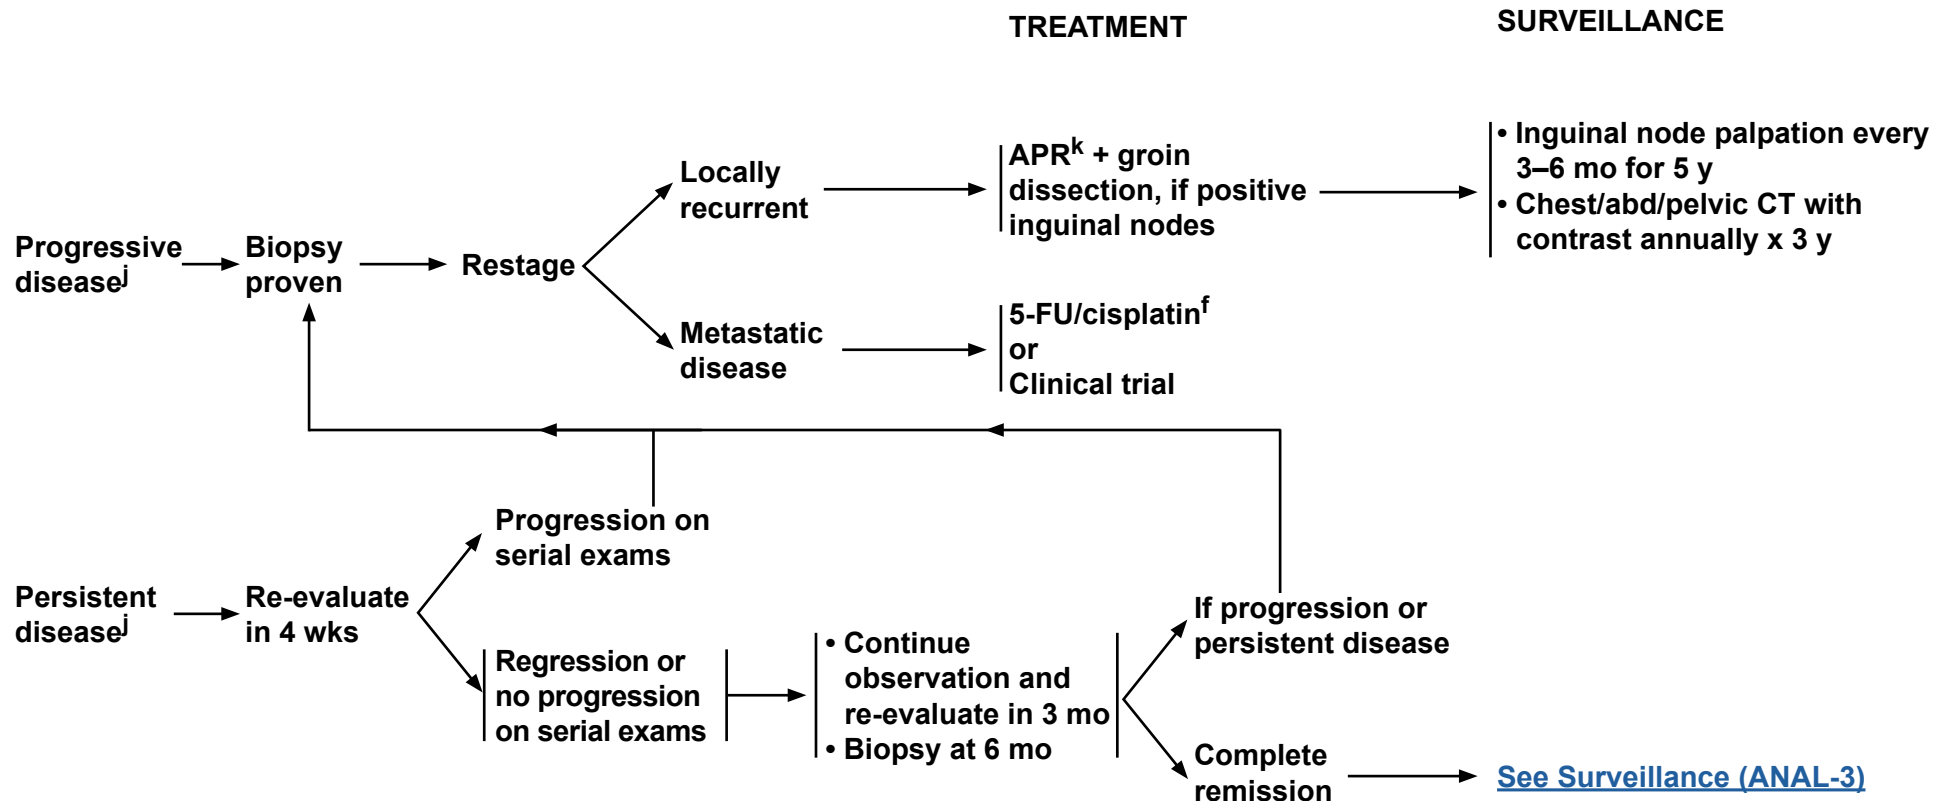 TREATMENT
SURVEILLANCE
Progressive
disease^j
Biopsy
proven
Restage
Locally
recurrent
APR^k + groin
dissection, if positive
inguinal nodes
• Inguinal node palpation every
3–6 mo for 5 y
• Chest/abd/pelvic CT with
contrast annually x 3 y
Metastatic
disease
5-FU/cisplatin^f
or
Clinical trial
Persistent
disease^j
Re-evaluate
in 4 wks
Progression on
serial exams
Regression or
no progression
on serial exams
• Continue
observation and
re-evaluate in 3 mo
• Biopsy at 6 mo
If progression or
persistent disease
Complete
remission
See Surveillance (ANAL-3)